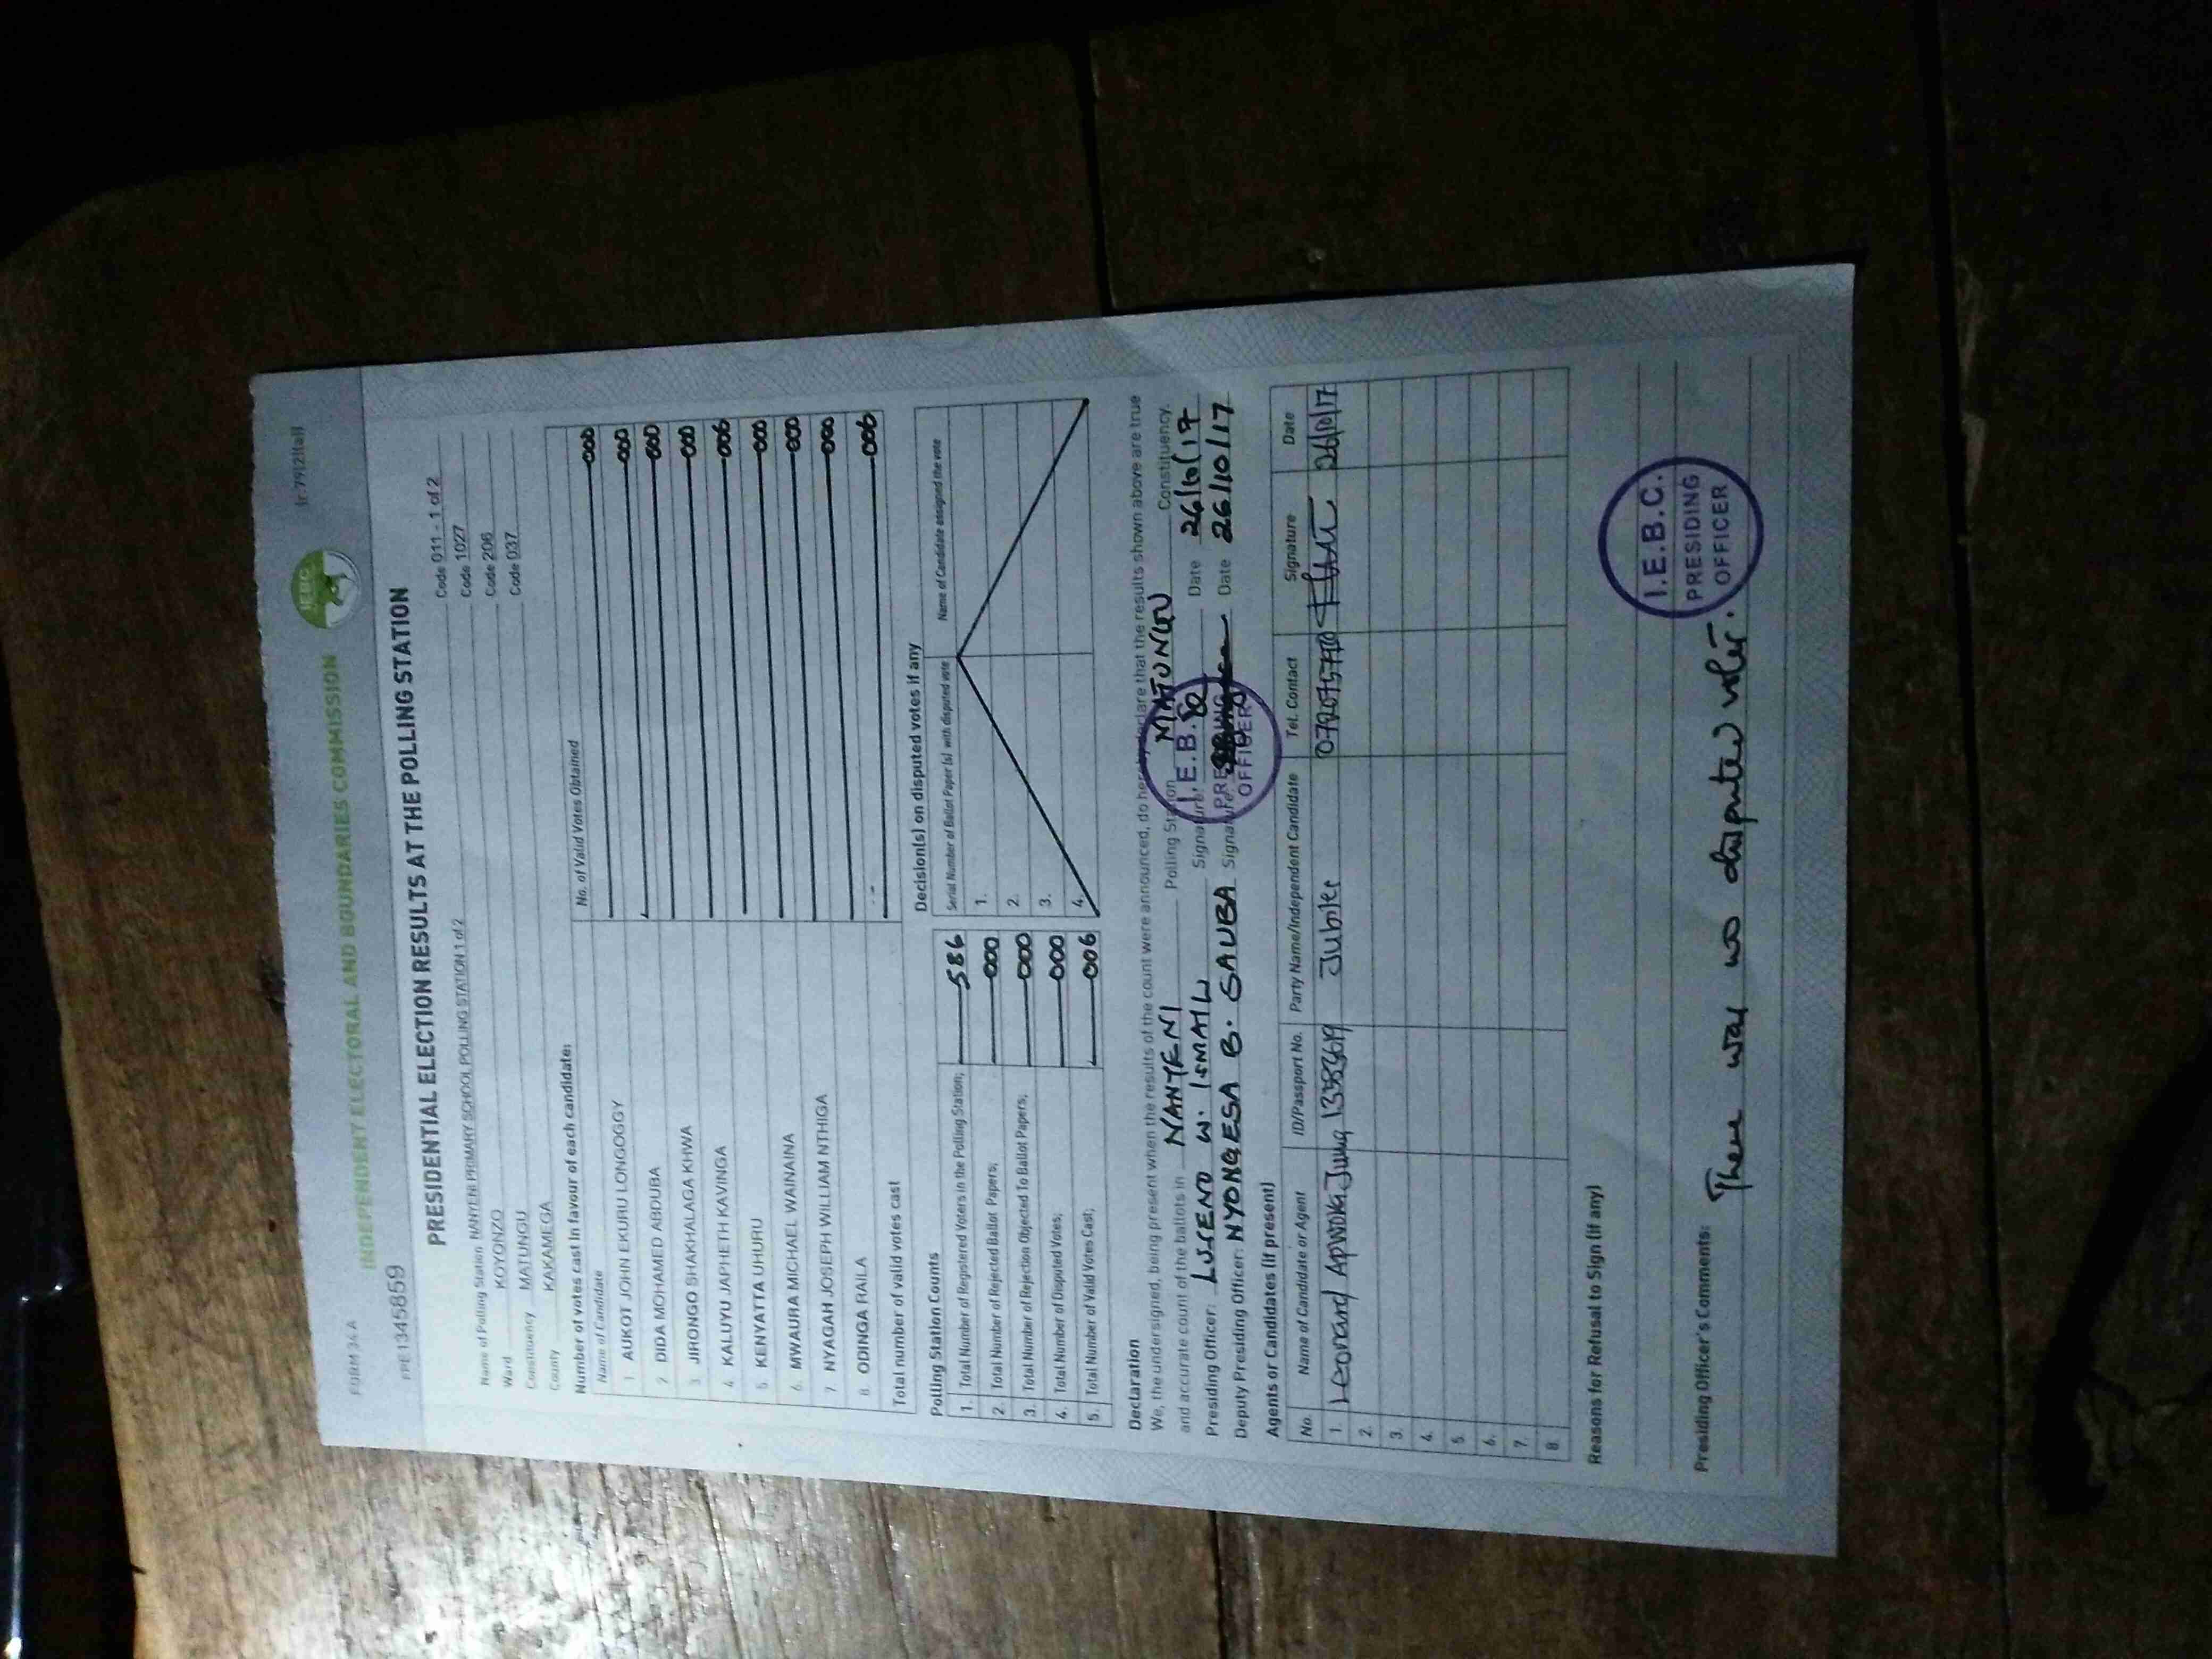 FORM 34 A
INDEPENDENT ELECTORAL AND BOUNDARIES COMMISSION
IEBC
PE 1345859
PRESIDENTIAL ELECTION RESULTS AT THE POLLING STATION
Name of Polling Station NANYENI PRIMARY SCHOOL POLLING STATION 1 of 2 Code 011 - 1 of 2
Ward KOYONZO Code 1027
Constituency MATUNGU Code 206
County KAKAMEGA Code 037
Number of votes cast in favour of each candidate:
Name of Candidate No. of Valid Votes Obtained
1 AUKOT JOHN EKURU LONGOGGY 000
2 DIDA MOHAMED ABDUBA 000
3 JIRONGO SHAKHALAGA KHWA 000
4 KALUYU JAPHETH KAVINGA 000
5 KENYATTA UHURU 006
6. MWAURA MICHAEL WAINAINA 000
7. NYAGAH JOSEPH WILLIAM NTHIGA 000
8 ODINGA RAILA 000
Total number of valid votes cast 006
Polling Station Counts
1. Total Number of Registered Voters in the Polling Station; 586
2. Total Number of Rejected Ballot Papers; 000
3. Total Number of Rejection Objected To Ballot Papers; 000
4. Total Number of Disputed Votes; 000
5. Total Number of Valid Votes Cast; 006
Decision(s) on disputed votes if any
Serial Number of Ballot Paper (s) with disputed vote Name of Candidate assigned the vote
1.
2.
3.
4.
Declaration
We, the undersigned, being present when the results of the count were announced, do hereby declare that the results shown above are true
and accurate count of the ballots in NANYENI Polling Station MATUNGU Constituency.
Presiding Officer: W. ISMAIL Signature: Date 26/10/17
Deputy Presiding Officer: NYONGESA B. SAUBA Signature: Date 26/10/17
I.E.B.C.
PRESIDING
OFFICER
Agents or Candidates (if present)
No. Name of Candidate or Agent ID/Passport No. Party Name/Independent Candidate Tel. Contact Signature Date
1. Leonard Jubilee 26/10/17
2.
3.
4.
5.
6.
7.
8.
Reasons for Refusal to Sign (if any)
Presiding Officer's Comments: There was no disputed votes.
I.E.B.C.
PRESIDING
OFFICER